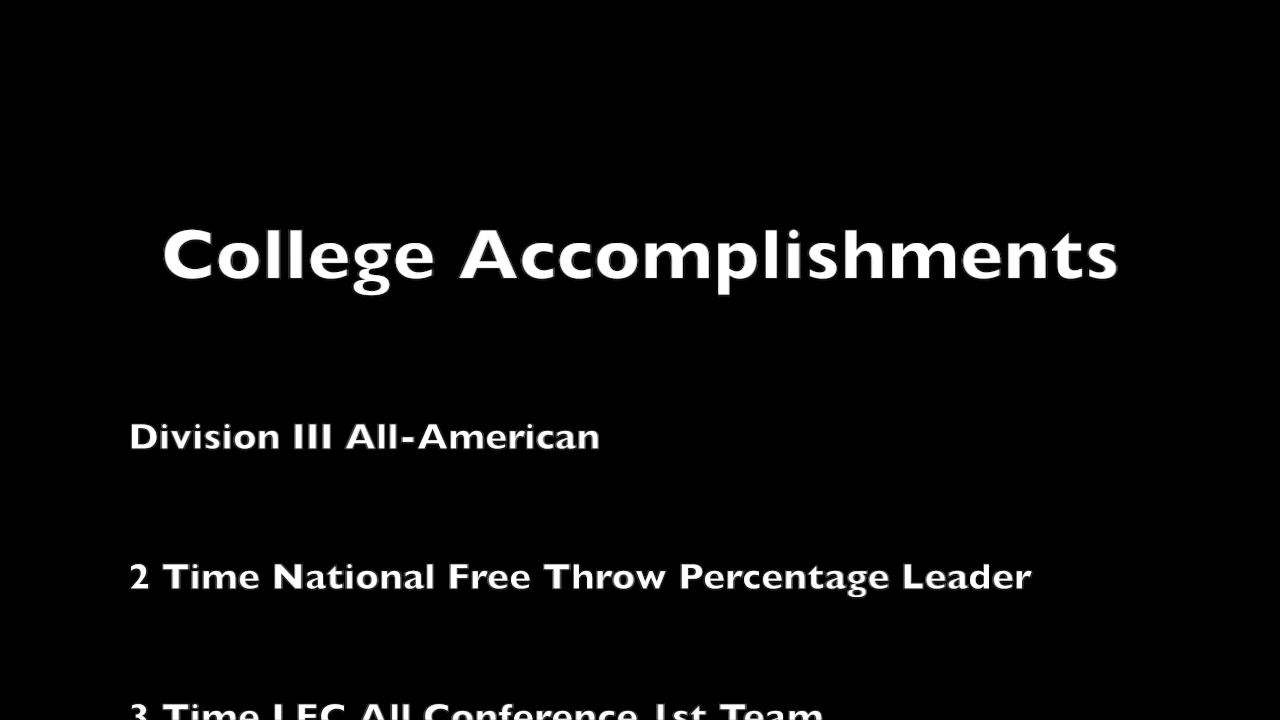 College Accomplishments
Division III All-American
2 Time National Free Throw Percentage Leader
3 Time LEC All Conference 1st Team